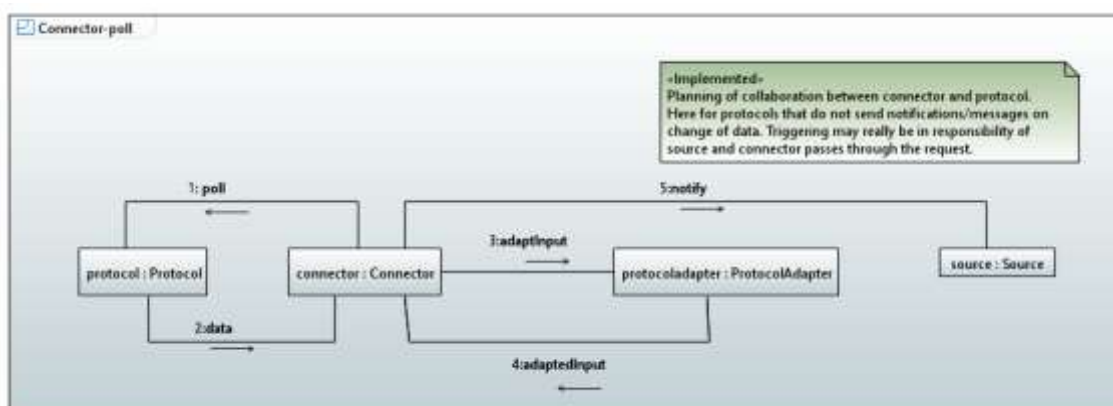 Connector-poll
«Implemented»
Planning of collaboration between connector and protocol.
Here for protocols that do not send notifications/messages on
change of data. Triggering may really be in responsibility of
source and connector passes through the request.
1: poll
5:notify
3:adaptInput
protocol : Protocol
connector : Connector
protocoladapter : ProtocolAdapter
source : Source
2:data
4:adaptedInput